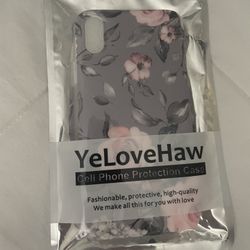 YeLoveHaw
Cell Phone Protection Case
Fashionable, protective, high-quality
We make all this for you with love